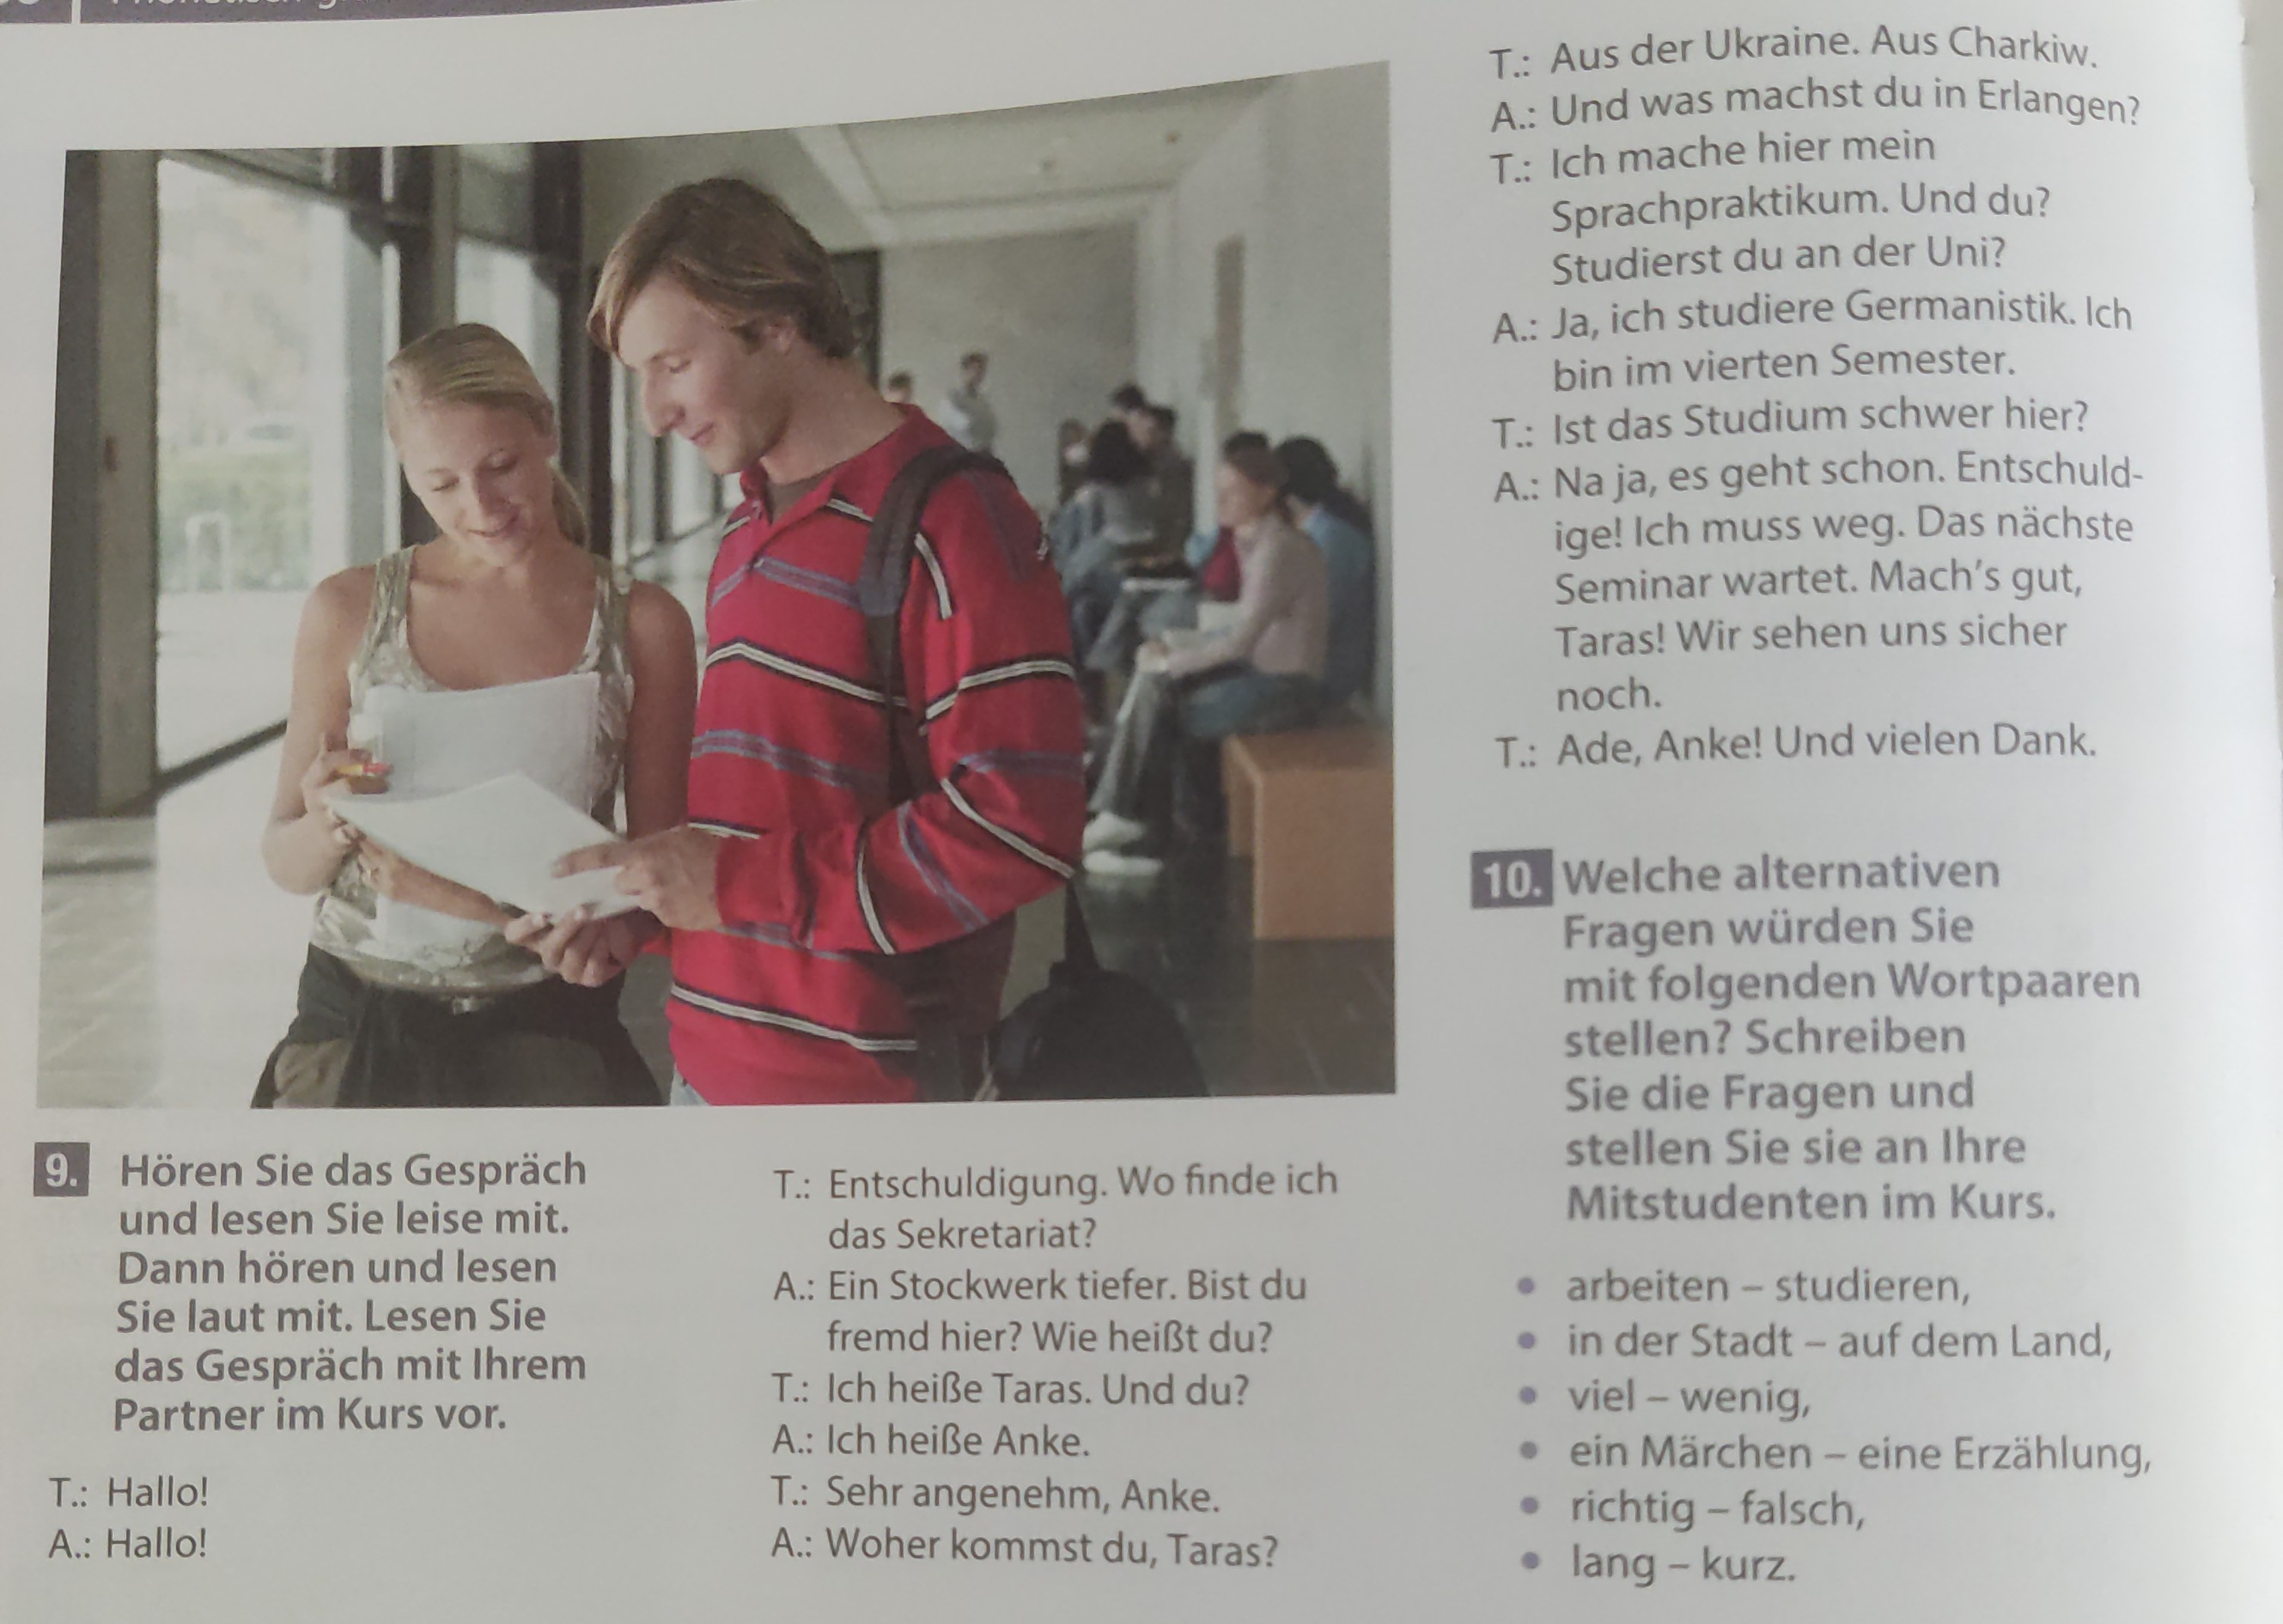 9. Hören Sie das Gespräch
und lesen Sie leise mit.
Dann hören und lesen
Sie laut mit. Lesen Sie
das Gespräch mit Ihrem
Partner im Kurs vor.
T.: Hallo!
A.: Hallo!
T.: Entschuldigung. Wo finde ich
das Sekretariat?
A.: Ein Stockwerk tiefer. Bist du
fremd hier? Wie heißt du?
T.: Ich heiße Taras. Und du?
A.: Ich heiße Anke.
T.: Sehr angenehm, Anke.
A.: Woher kommst du, Taras?
T.: Aus der Ukraine. Aus Charkiw.
A.: Und was machst du in Erlangen?
T.: Ich mache hier mein
Sprachpraktikum. Und du?
Studierst du an der Uni?
A.: Ja, ich studiere Germanistik. Ich
bin im vierten Semester.
T.: Ist das Studium schwer hier?
A.: Na ja, es geht schon. Entschuld-
ige! Ich muss weg. Das nächste
Seminar wartet. Mach's gut,
Taras! Wir sehen uns sicher
noch.
T.: Ade, Anke! Und vielen Dank.
10. Welche alternativen
Fragen würden Sie
mit folgenden Wortpaaren
stellen? Schreiben
Sie die Fragen und
stellen Sie sie an Ihre
Mitstudenten im Kurs.
• arbeiten – studieren,
• in der Stadt – auf dem Land,
• viel – wenig,
• ein Märchen – eine Erzählung,
• richtig – falsch,
• lang – kurz.